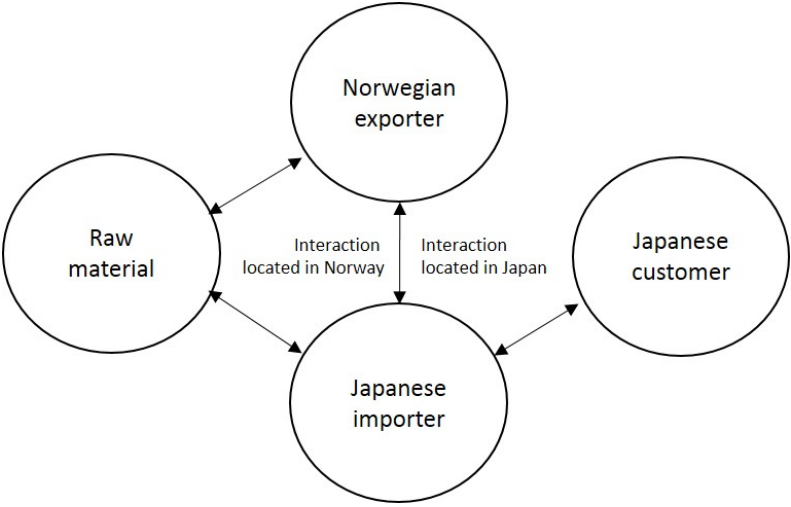 Norwegian
exporter
Raw
material
Interaction
located in Norway
Interaction
located in Japan
Japanese
customer
Japanese
importer